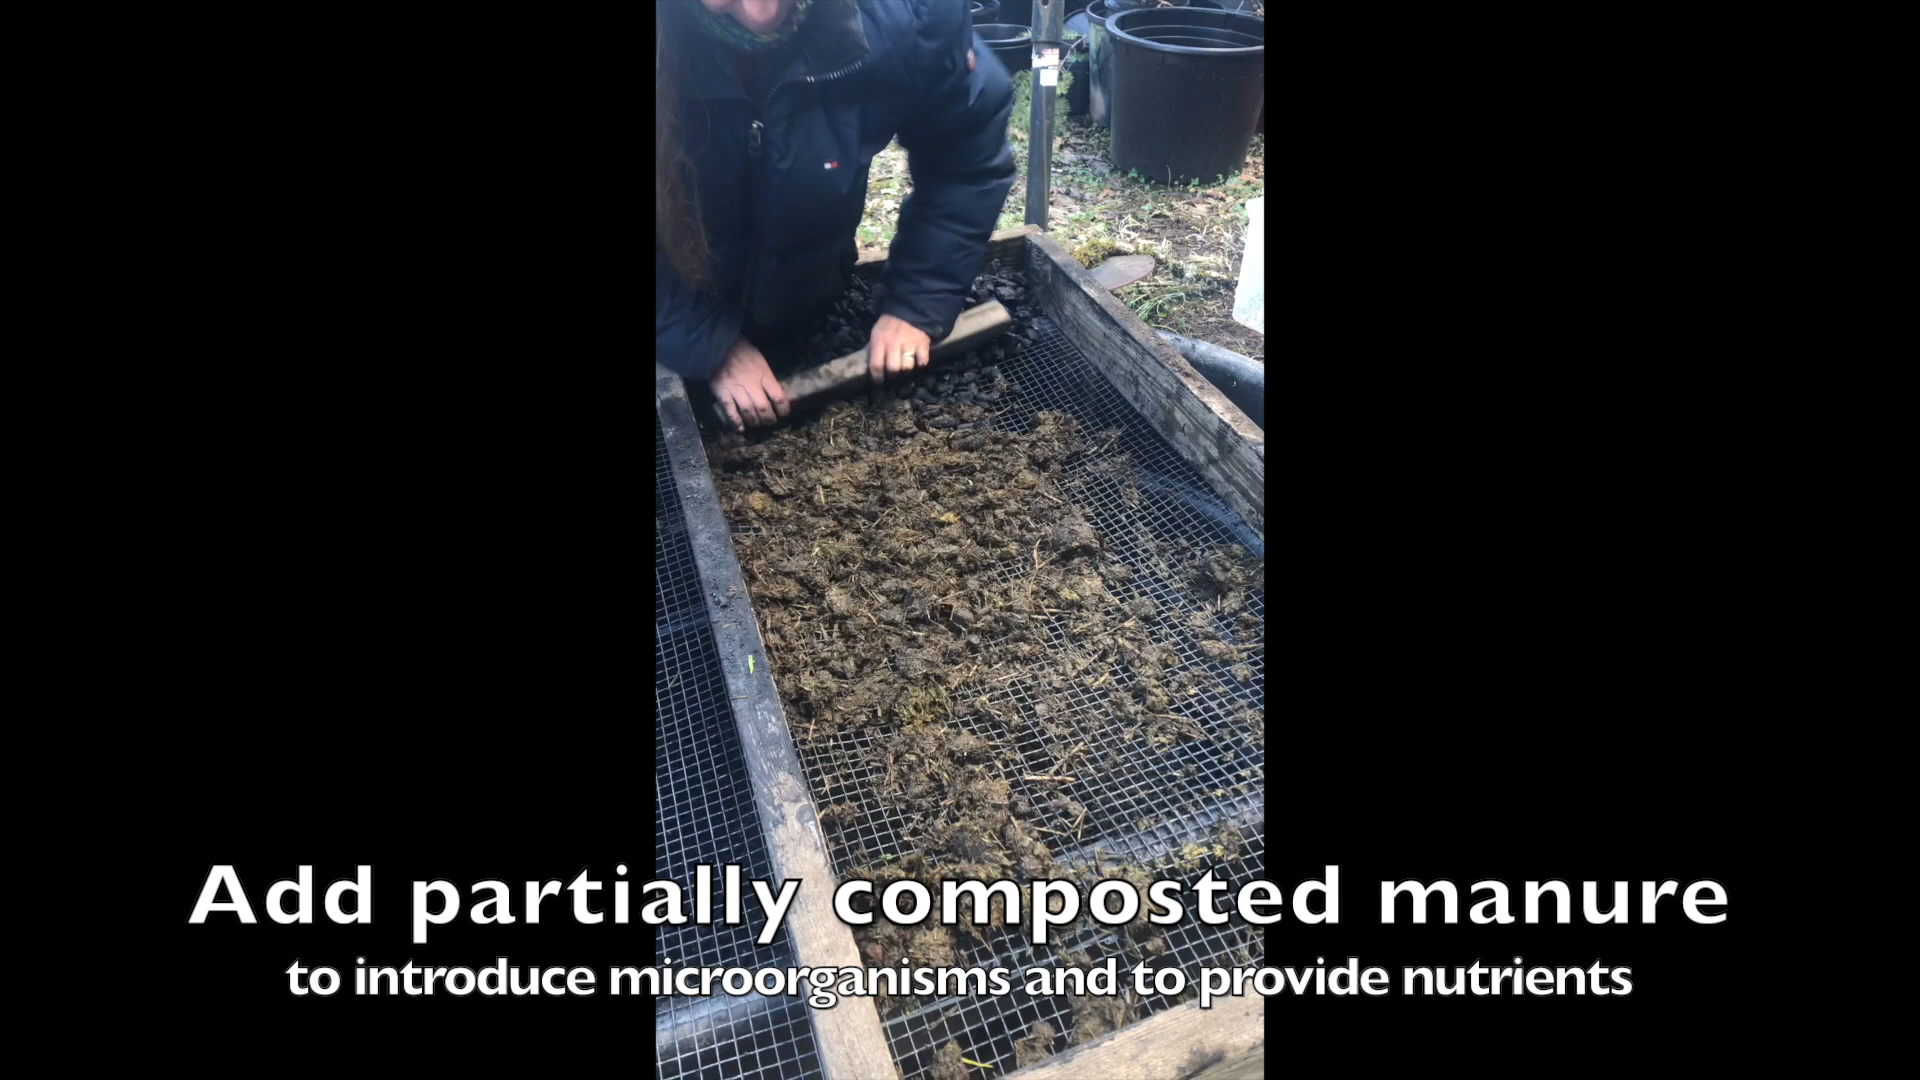 Add partially composted manure
to introduce microorganisms and to provide nutrients